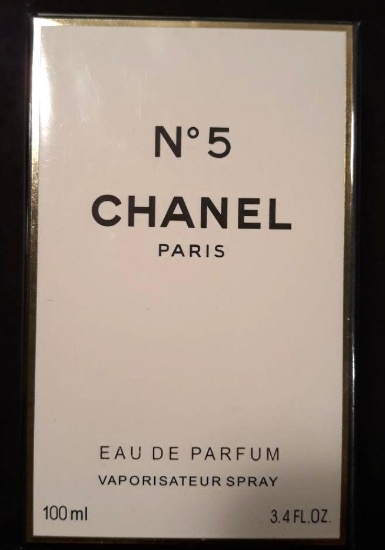 N° 5
CHANEL
PARIS
EAU DE PARFUM
VAPORISATEUR SPRAY
100 ml 3.4 FL.OZ.